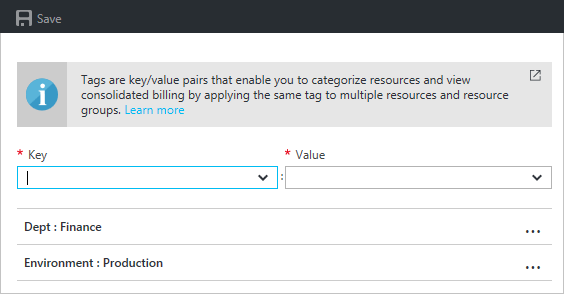 Save
Tags are key/value pairs that enable you to categorize resources and view
consolidated billing by applying the same tag to multiple resources and resource
groups. Learn more
* Key
* Value
:
Dept : Finance
...
Environment : Production
...